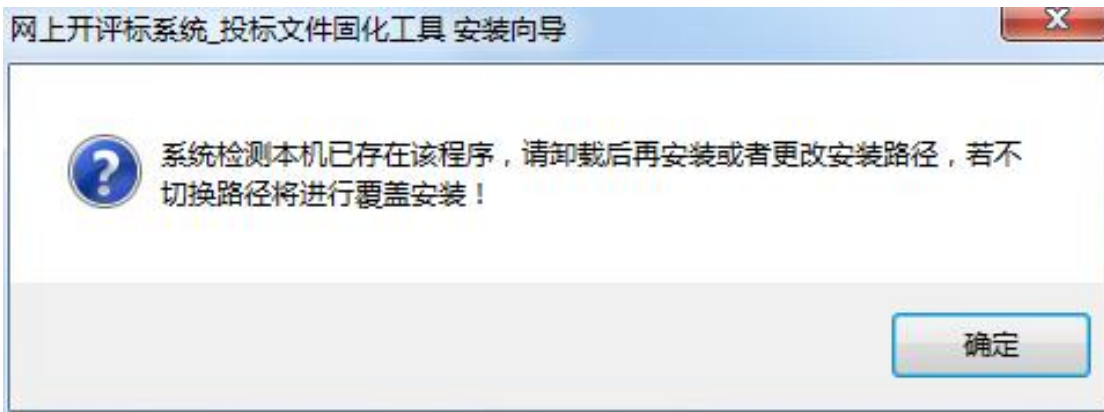 网上开评标系统_投标文件固化工具 安装向导
系统检测本机已存在该程序，请卸载后再安装或者更改安装路径，若不
切换路径将进行覆盖安装！
确定